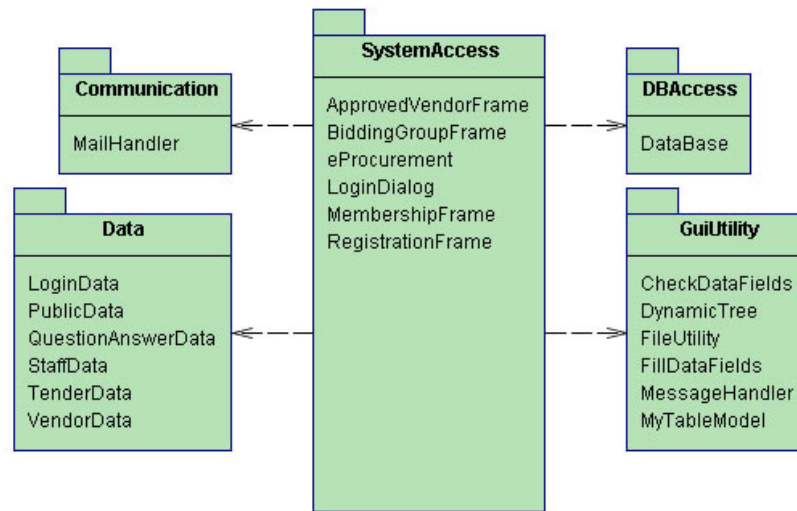 Communication
MailHandler
Data
LoginData
PublicData
QuestionAnswerData
StaffData
TenderData
VendorData
SystemAccess
ApprovedVendorFrame
BiddingGroupFrame
eProcurement
LoginDialog
MembershipFrame
RegistrationFrame
DBAccess
DataBase
GuiUtility
CheckDataFields
DynamicTree
FileUtility
FillDataFields
MessageHandler
MyTableModel